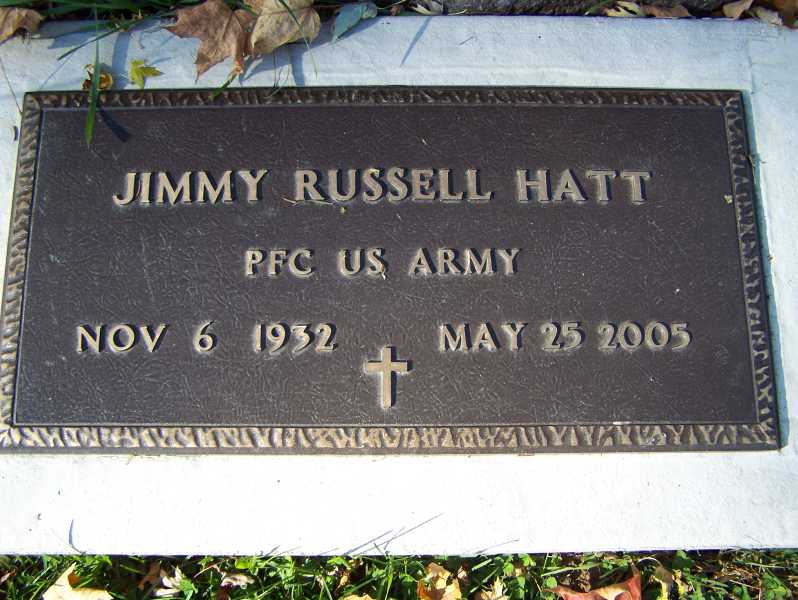 JIMMY RUSSELL HATT
PFC US ARMY
NOV 6 1932 MAY 25 2005